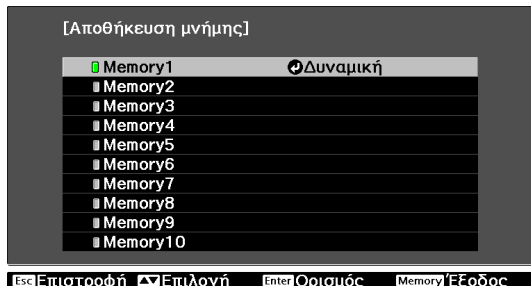 [Αποθήκευση μνήμης]
Memory1 Δυναμική
Memory2
Memory3
Memory4
Memory5
Memory6
Memory7
Memory8
Memory9
Memory10
Esc Επιστροφή Επιλογή Enter Ορισμός Memory Έξοδος